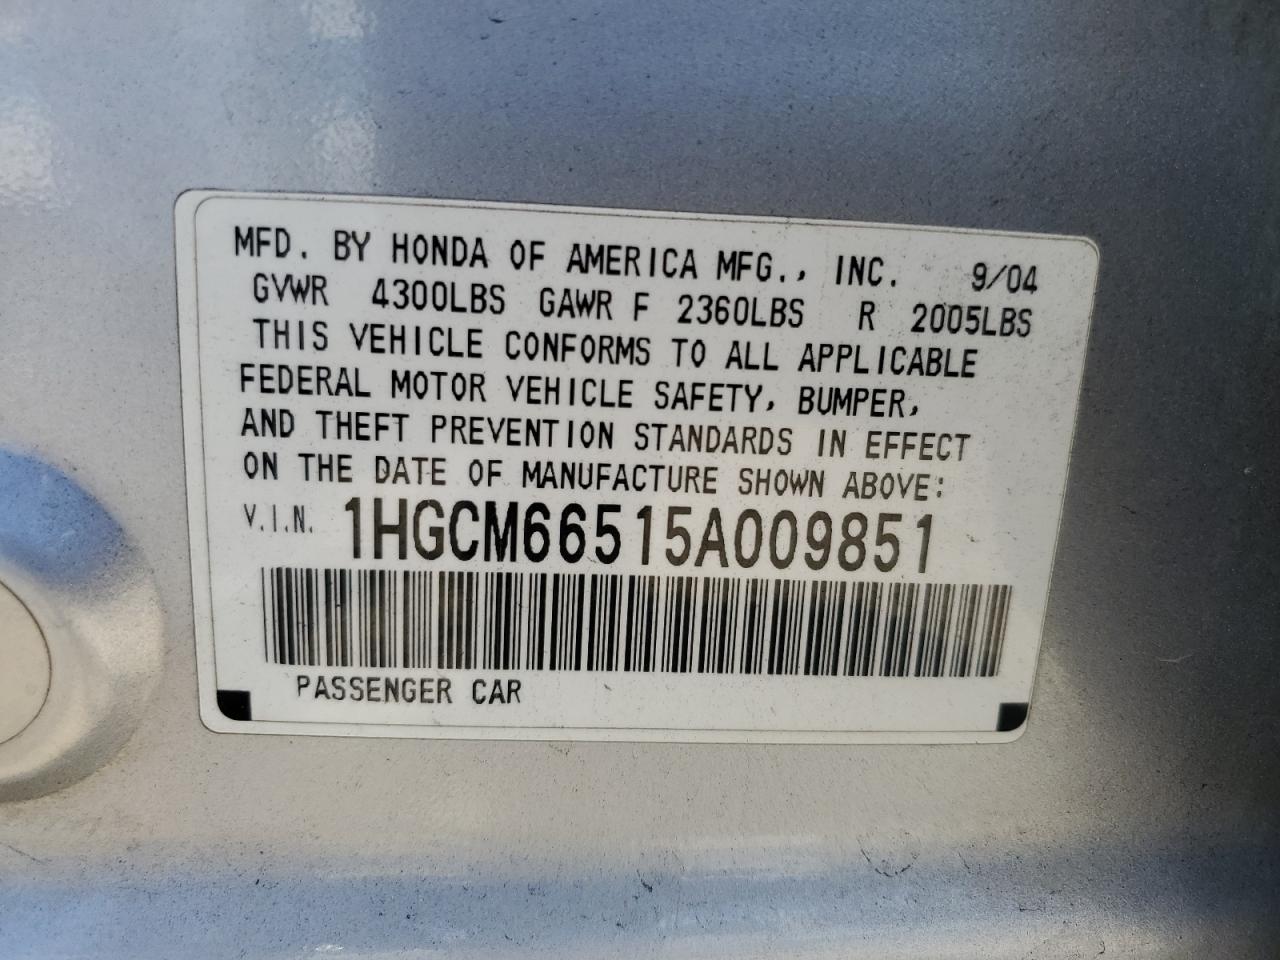 MFD. BY HONDA OF AMERICA MFG., INC. 9/04
GVWR 4300LBS GAWR F 2360LBS R 2005LBS
THIS VEHICLE CONFORMS TO ALL APPLICABLE
FEDERAL MOTOR VEHICLE SAFETY, BUMPER,
AND THEFT PREVENTION STANDARDS IN EFFECT
ON THE DATE OF MANUFACTURE SHOWN ABOVE:
V.I.N. 1HGCM66515A009851
PASSENGER CAR